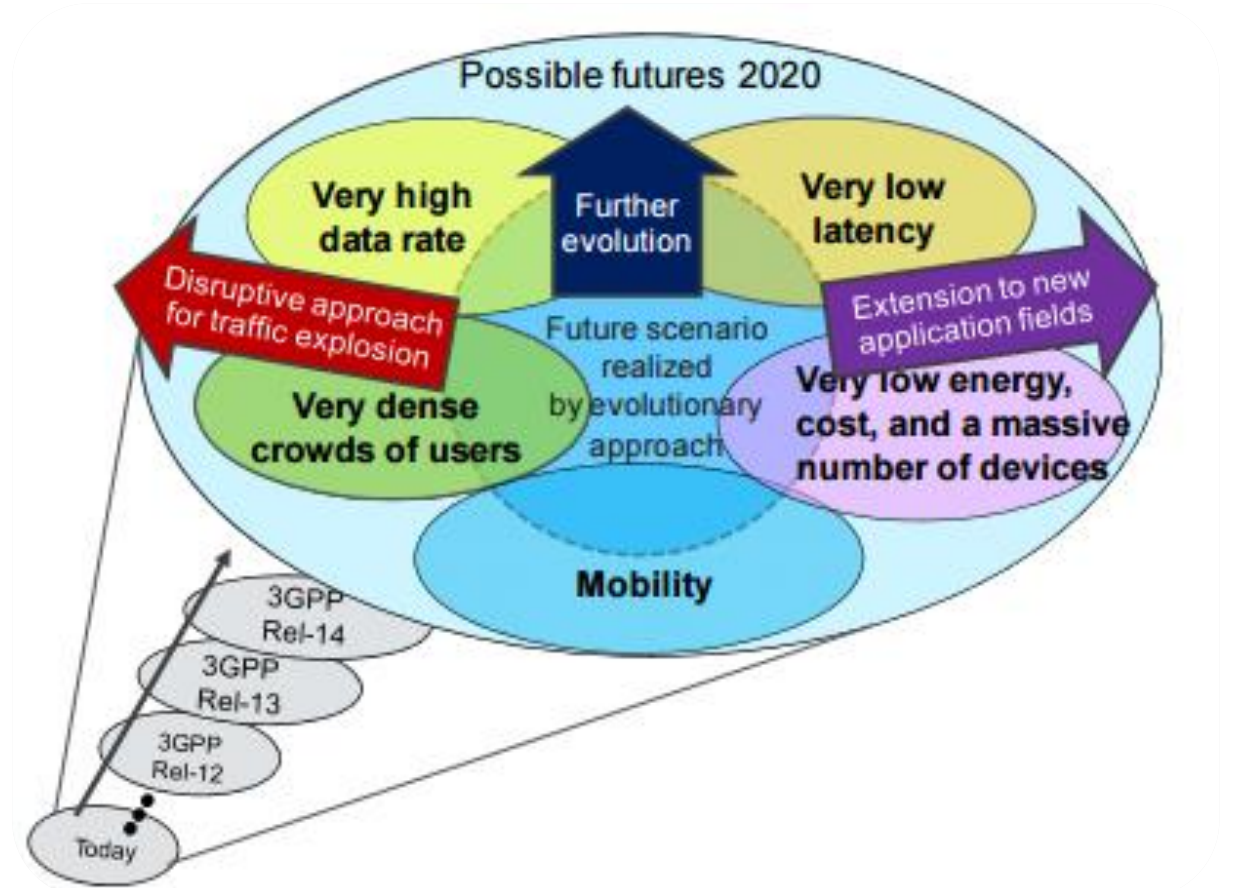 Possible futures 2020
Very high
data rate
Further
evolution
Very low
latency
Disruptive approach
for traffic explosion
Extension to new
application fields
Future scenario
realized
by evolutionary
approach
Very dense
crowds of users
Very low energy,
cost, and a massive
number of devices
Mobility
3GPP
Rel-14
3GPP
Rel-13
3GPP
Rel-12
Today